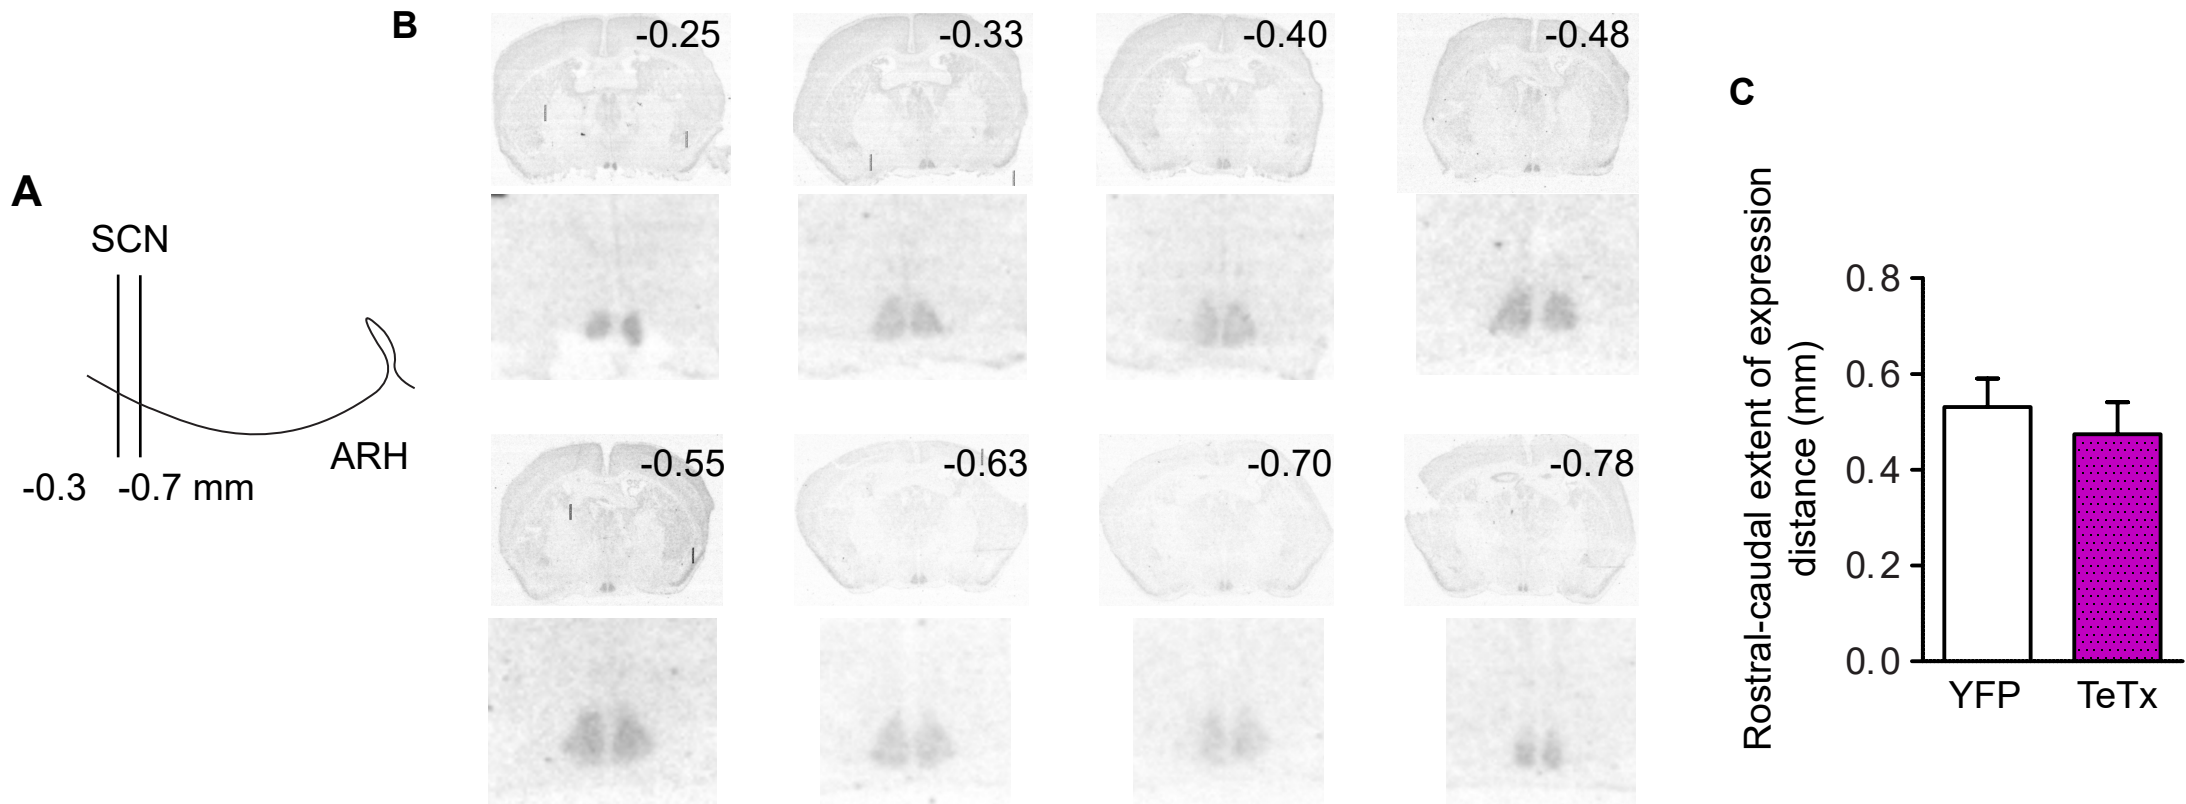 A
SCN
-0.3 -0.7 mm
ARH
B
-0.25
-0.33
-0.40
-0.48
-0.55
-0.63
-0.70
-0.78
C
Rostral-caudal extent of expression
distance (mm)
0.8
0.6
0.4
0.2
0.0
YFP TeTx